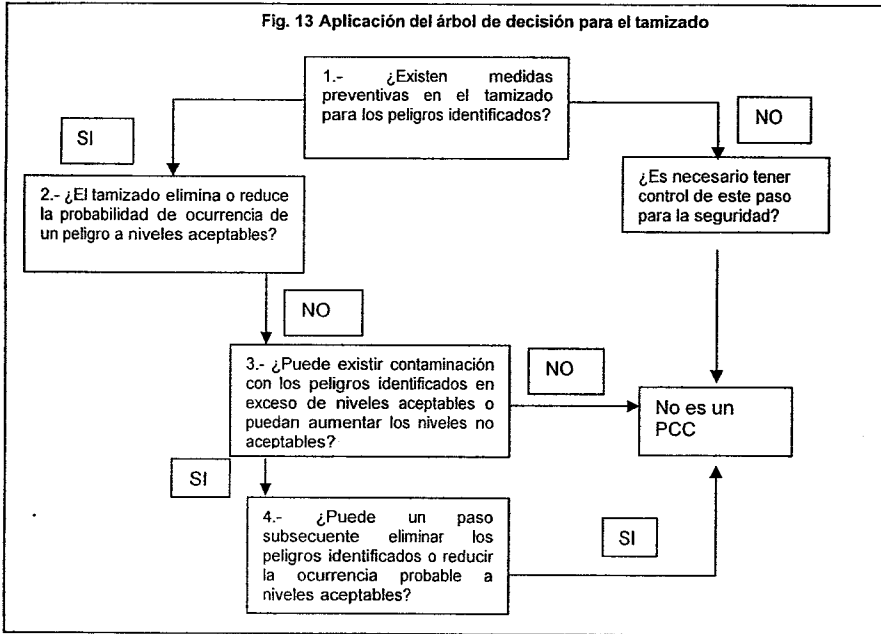 Fig. 13 Aplicación del árbol de decisión para el tamizado
1.- ¿Existen medidas
preventivas en el tamizado
para los peligros identificados?
SI
NO
2.- ¿El tamizado elimina o reduce
la probabilidad de ocurrencia de
un peligro a niveles aceptables?
¿Es necesario tener
control de este paso
para la seguridad?
NO
3.- ¿Puede existir contaminación
con los peligros identificados en
exceso de niveles aceptables o
puedan aumentar los niveles no
aceptables?
NO
No es un
PCC
SI
4.- ¿Puede un paso
subsecuente eliminar los
peligros identificados o reducir
la ocurrencia probable a
niveles aceptables?
SI